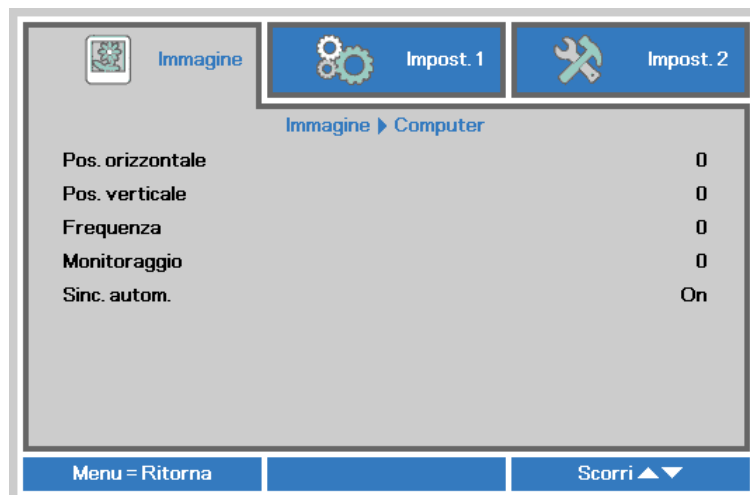 Immagine
Impost. 1
Impost. 2
Immagine ▶ Computer
Pos. orizzontale 0
Pos. verticale 0
Frequenza 0
Monitoraggio 0
Sinc. autom. On
Menu = Ritorna
Scorri ▲▼